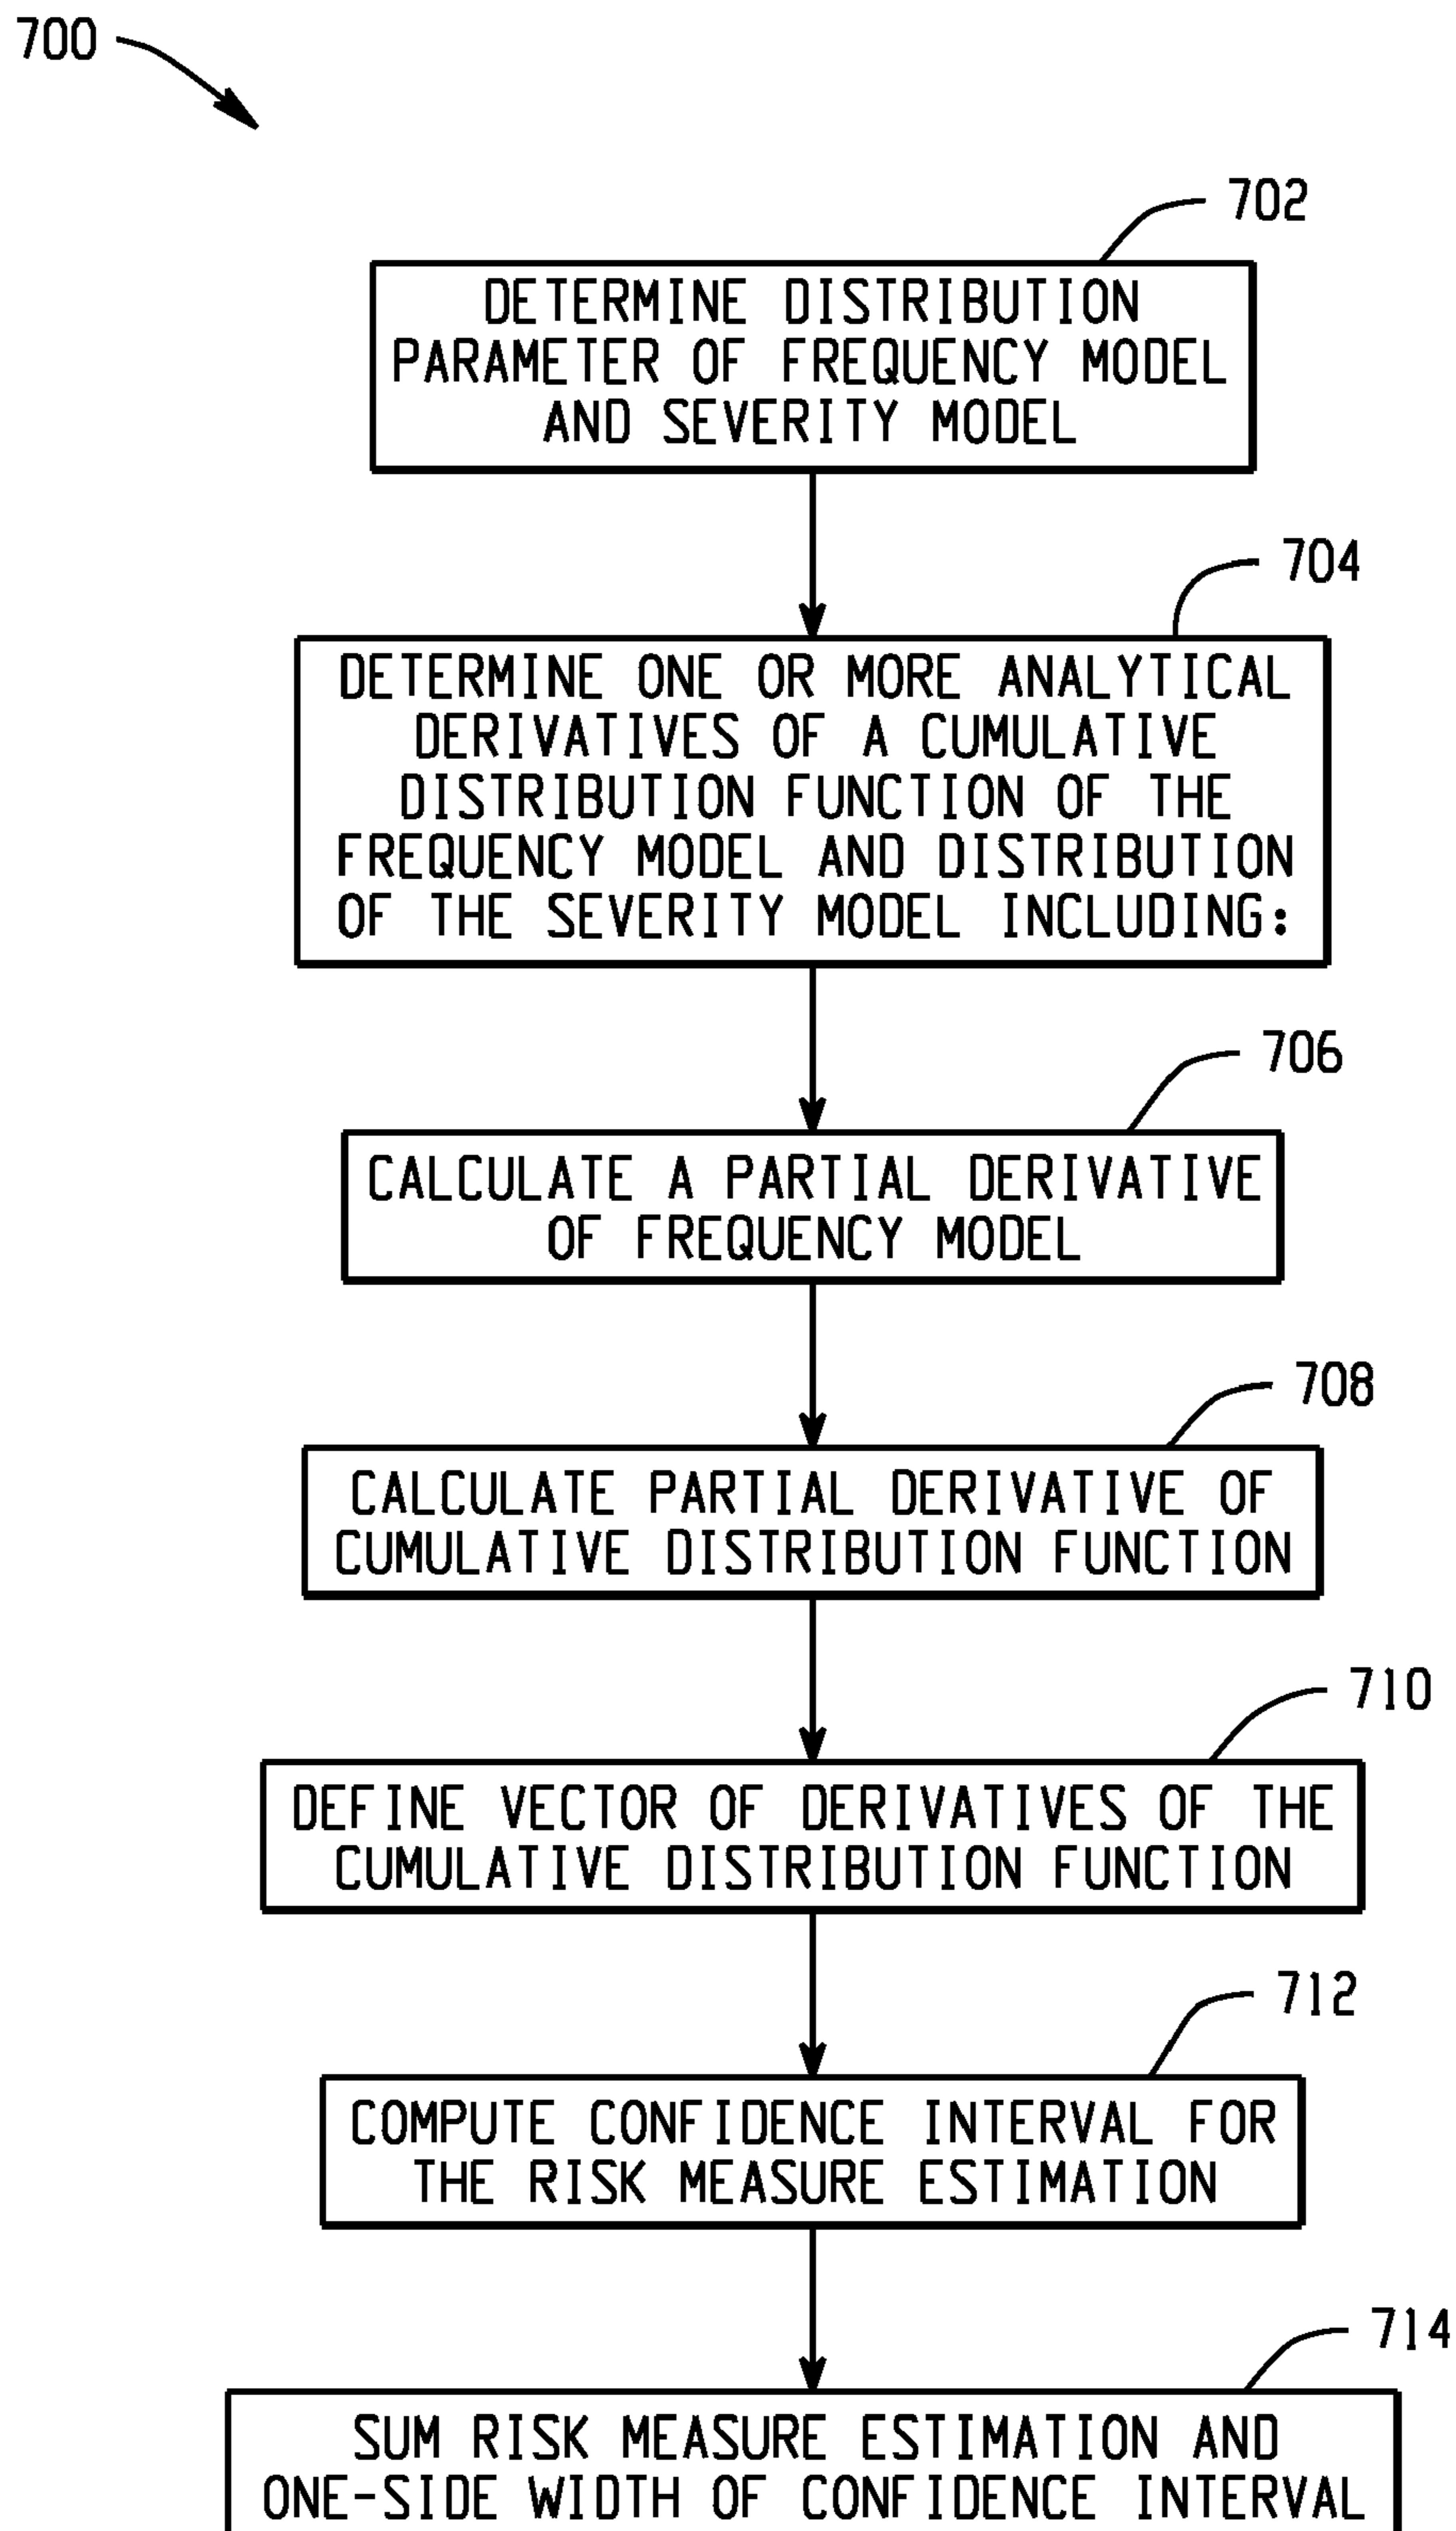 700
702
DETERMINE DISTRIBUTION
PARAMETER OF FREQUENCY MODEL
AND SEVERITY MODEL
704
DETERMINE ONE OR MORE ANALYTICAL
DERIVATIVES OF A CUMULATIVE
DISTRIBUTION FUNCTION OF THE
FREQUENCY MODEL AND DISTRIBUTION
OF THE SEVERITY MODEL INCLUDING:
706
CALCULATE A PARTIAL DERIVATIVE
OF FREQUENCY MODEL
708
CALCULATE PARTIAL DERIVATIVE OF
CUMULATIVE DISTRIBUTION FUNCTION
710
DEFINE VECTOR OF DERIVATIVES OF THE
CUMULATIVE DISTRIBUTION FUNCTION
712
COMPUTE CONFIDENCE INTERVAL FOR
THE RISK MEASURE ESTIMATION
714
SUM RISK MEASURE ESTIMATION AND
ONE-SIDE WIDTH OF CONFIDENCE INTERVAL